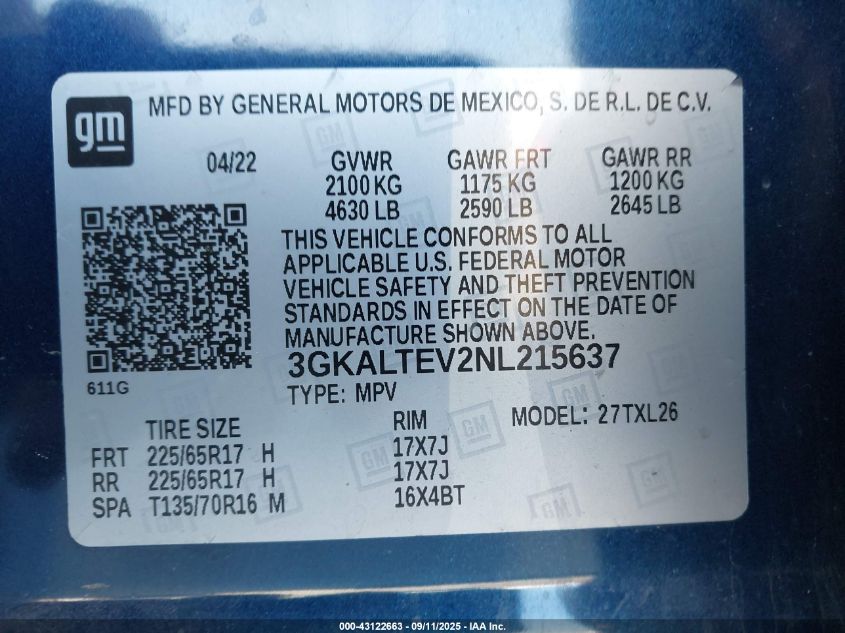 gm
MFD BY GENERAL MOTORS DE MEXICO, S. DE R.L. DE C.V.
04/22 GVWR GAWR FRT GAWR RR
2100 KG 1175 KG 1200 KG
4630 LB 2590 LB 2645 LB
THIS VEHICLE CONFORMS TO ALL
APPLICABLE U.S. FEDERAL MOTOR
VEHICLE SAFETY AND THEFT PREVENTION
STANDARDS IN EFFECT ON THE DATE OF
MANUFACTURE SHOWN ABOVE.
3GKALTEV2NL215637
611G
TYPE: MPV
TIRE SIZE RIM MODEL: 27TXL26
FRT 225/65R17 H 17X7J
RR 225/65R17 H 17X7J
SPA T135/70R16 M 16X4BT
000-43122663 - 09/11/2025 - IAA Inc.